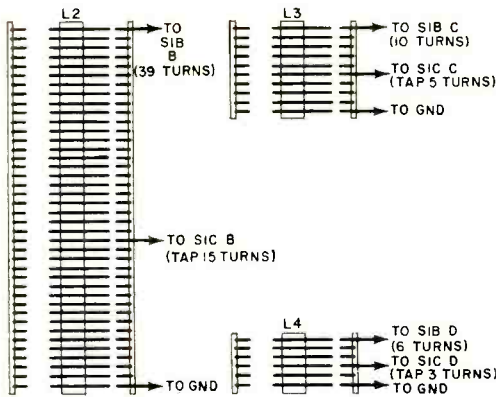 L2
TO
SIB
B
(39 TURNS)
TO SIC B
(TAP 15 TURNS)
TO GND
L3
TO SIB C
(10 TURNS)
TO SIC C
(TAP 5 TURNS)
TO GND
L4
TO SIB D
(6 TURNS)
TO SIC D
(TAP 3 TURNS)
TO GND